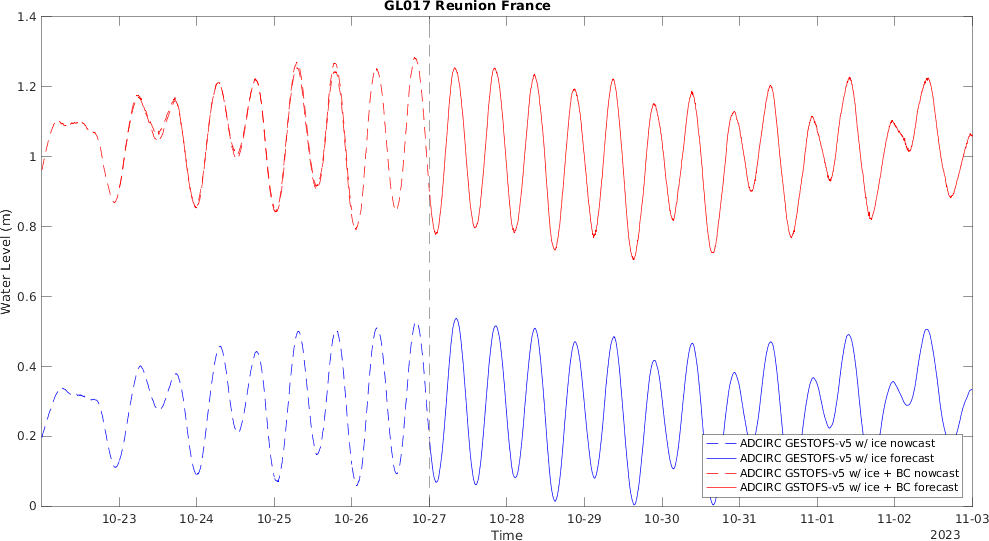 GL017 Reunion France
1.4
1.2
1
0.8
0.6
0.4
0.2
0
Water Level (m)
ADCIRC GESTOFS-v5 w/ ice nowcast
ADCIRC GESTOFS-v5 w/ ice forecast
ADCIRC GSTOFS-v5 w/ ice + BC nowcast
ADCIRC GSTOFS-v5 w/ ice + BC forecast
10-23 10-24 10-25 10-26 10-27 10-28 10-29 10-30 10-31 11-01 11-02 11-03
Time
2023